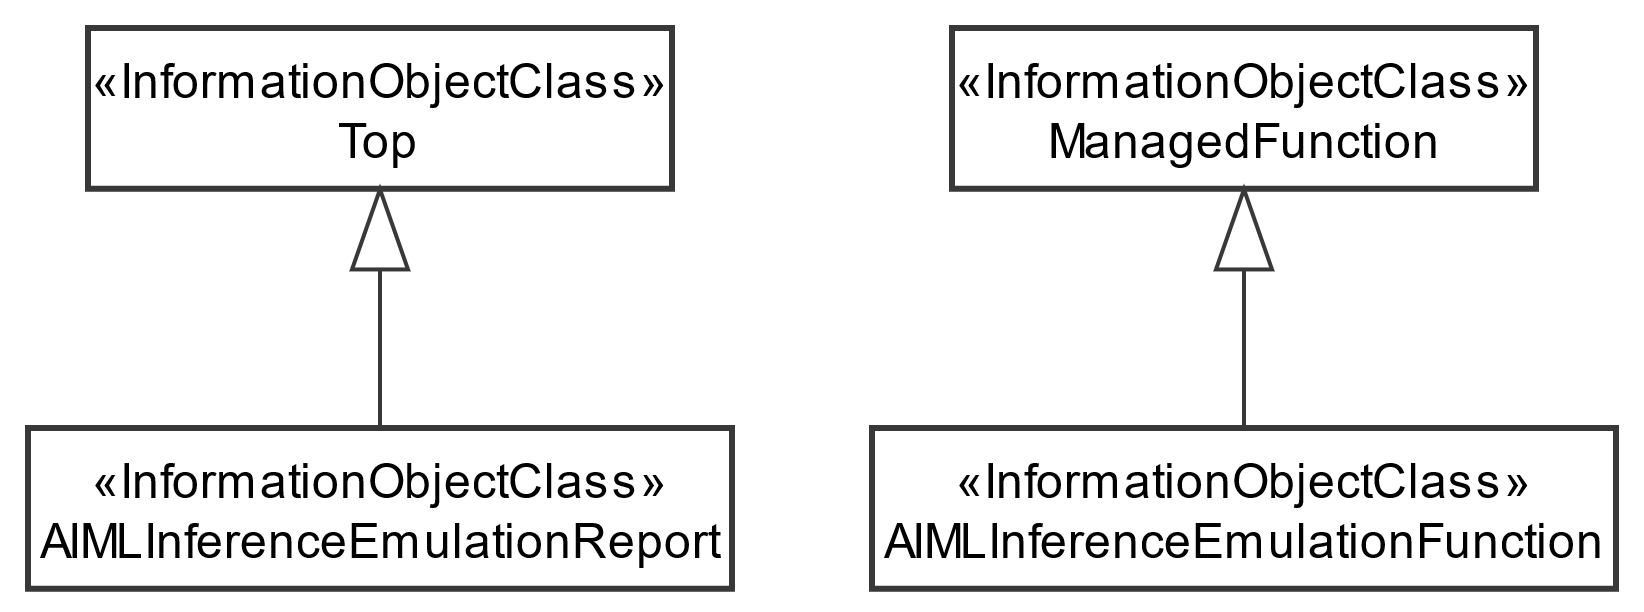 «InformationObjectClass»
Top
«InformationObjectClass»
ManagedFunction
«InformationObjectClass»
AIMLInferenceEmulationReport
«InformationObjectClass»
AIMLInferenceEmulationFunction